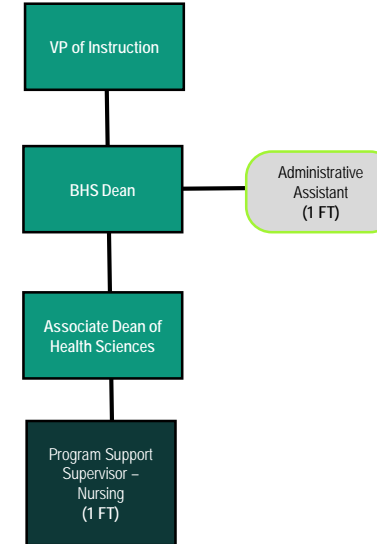 VP of Instruction
BHS Dean
Administrative
Assistant
(1 FT)
Associate Dean of
Health Sciences
Program Support
Supervisor –
Nursing
(1 FT)